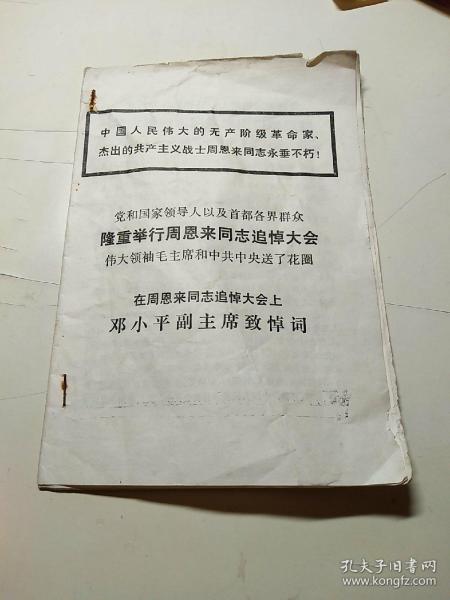 中国人民伟大的无产阶级革命家、
杰出的共产主义战士周恩来同志永垂不朽！
党和国家领导人以及首都各界群众
隆重举行周恩来同志追悼大会
伟大领袖毛主席和中共中央送了花圈
在周恩来同志追悼大会上
邓小平副主席致悼词
孔夫子旧书网
www.kongfz.com